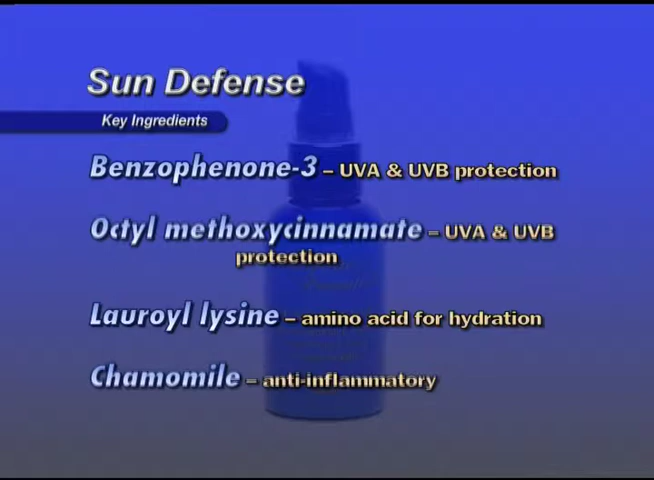 Sun Defense
Key Ingredients
Benzophenone-3 – UVA & UVB protection
Octyl methoxycinnamate – UVA & UVB
protection
Lauroyl lysine – amino acid for hydration
Chamomile – anti-inflammatory